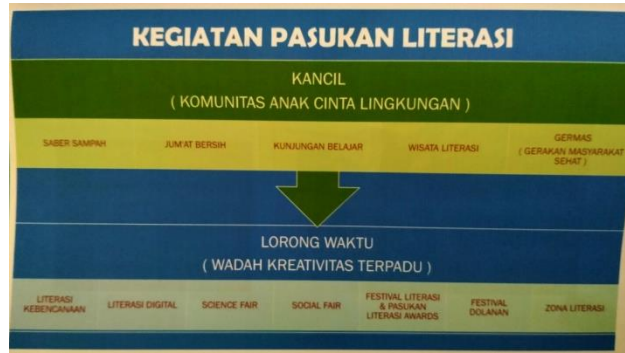 KEGIATAN PASUKAN LITERASI
KANCIL
( KOMUNITAS ANAK CINTA LINGKUNGAN )
SABER SAMPAH
JUM'AT BERSIH
KUNJUNGAN BELAJAR
WISATA LITERASI
GERMAS
( GERAKAN MASYARAKAT
SEHAT )
LORONG WAKTU
( WADAH KREATIVITAS TERPADU )
LITERASI
KEBENCANAAN
LITERASI DIGITAL
SCIENCE FAIR
SOCIAL FAIR
FESTIVAL LITERASI
& PASUKAN
LITERASI AWARDS
FESTIVAL
DOLANAN
ZONA LITERASI